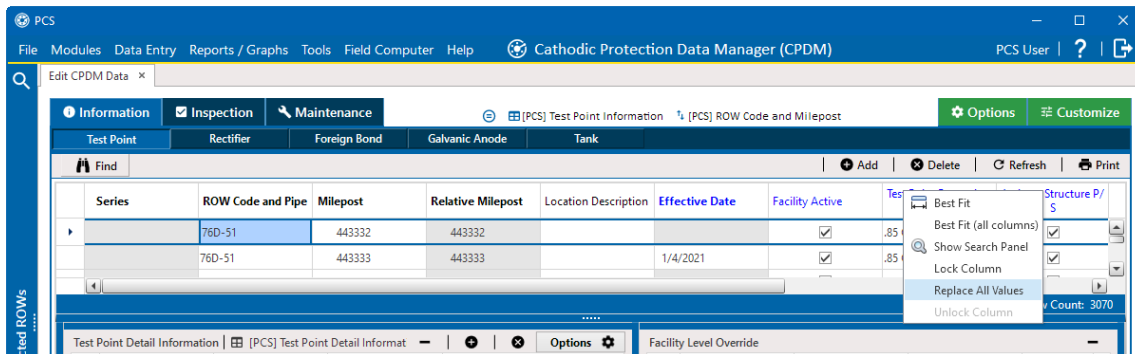 PCS
File Modules Data Entry Reports / Graphs Tools Field Computer Help Cathodic Protection Data Manager (CPDM) PCS User | ? |
Edit CPDM Data ×
Information Inspection Maintenance [PCS] Test Point Information [PCS] ROW Code and Milepost Options Customize
Test Point Rectifier Foreign Bond Galvanic Anode Tank
Find | Add | Delete | Refresh | Print
Series ROW Code and Pipe Milepost Relative Milepost Location Description Effective Date Facility Active Structure P/
S
Best Fit
76D-51 443332 443332 .85
Best Fit (all columns)
Show Search Panel
76D-51 443333 443333 1/4/2021 .85
Lock Column
Replace All Values
Count: 3070
Unlock Column
cted ROWs
Test Point Detail Information | [PCS] Test Point Detail Informat Options Facility Level Override